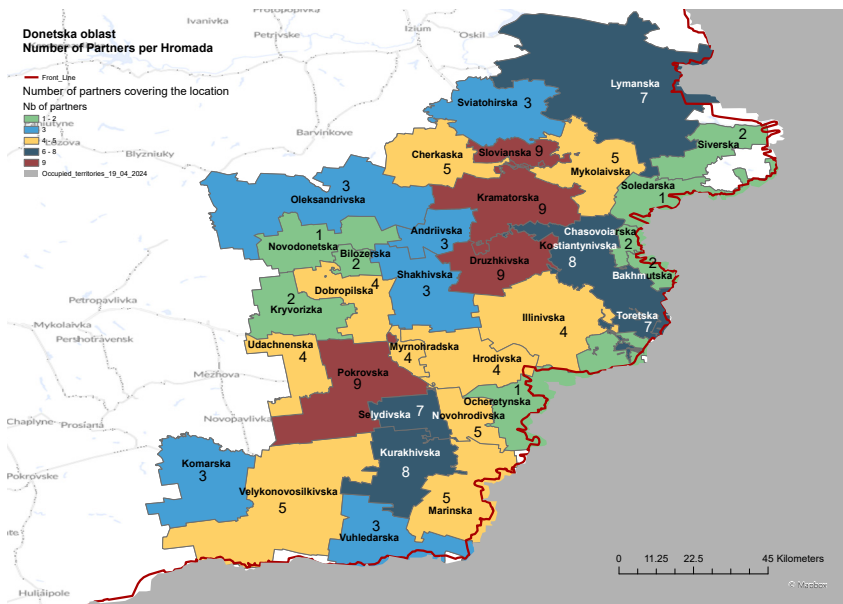 Donetska oblast
Number of Partners per Hromada
Front_Line
Number of partners covering the location
Nb of partners
1 - 2
3
4 - 5
6 - 8
9
Occupied_territories_19_04_2024
Ivanivka
Petrivske
Izium
Oskil
Barvinkove
Blyzniuky
Petropavlivka
Mykolaivka
Pershotravensk
Mezhova
Novopavlivka
Chaplyne
Prosiana
Pokrovske
Huliaipole
Lymanska
7
Sviatohirska 3
Siverska
2
Cherkaska
5
Slovianska 9
5
Mykolaivska
Soledarska
1
3
Oleksandrivska
Kramatorska
9
Andriivska
3
Chasovoiarska
2
Kostiantynivska
8
1
Novodonetska
Bilozerska
2
Druzhkivska
9
2
Bakhmutska
Shakhivska
3
Dobropilska
4
2
Kryvorizka
Illinivska
4
Toretska
7
Udachnenska
4
Myrnohradska
4
Hrodivska
4
Pokrovska
9
Ocheretynska
1
Selydivska
7
Novohrodivska
5
Kurakhivska
8
Komarska
3
Velykonovosilkivska
5
5
Marinska
3
Vuhledarska
0 11.25 22.5 45 Kilometers
© Mapbox